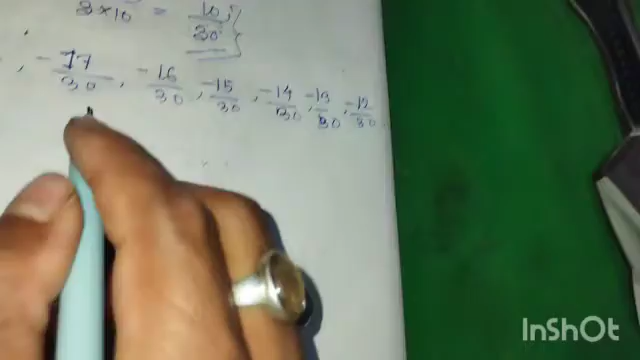 3 × 10 = 10/30
, -17/30, -16/30, -15/30, -14/30, -13/30, -12/30
InShOt